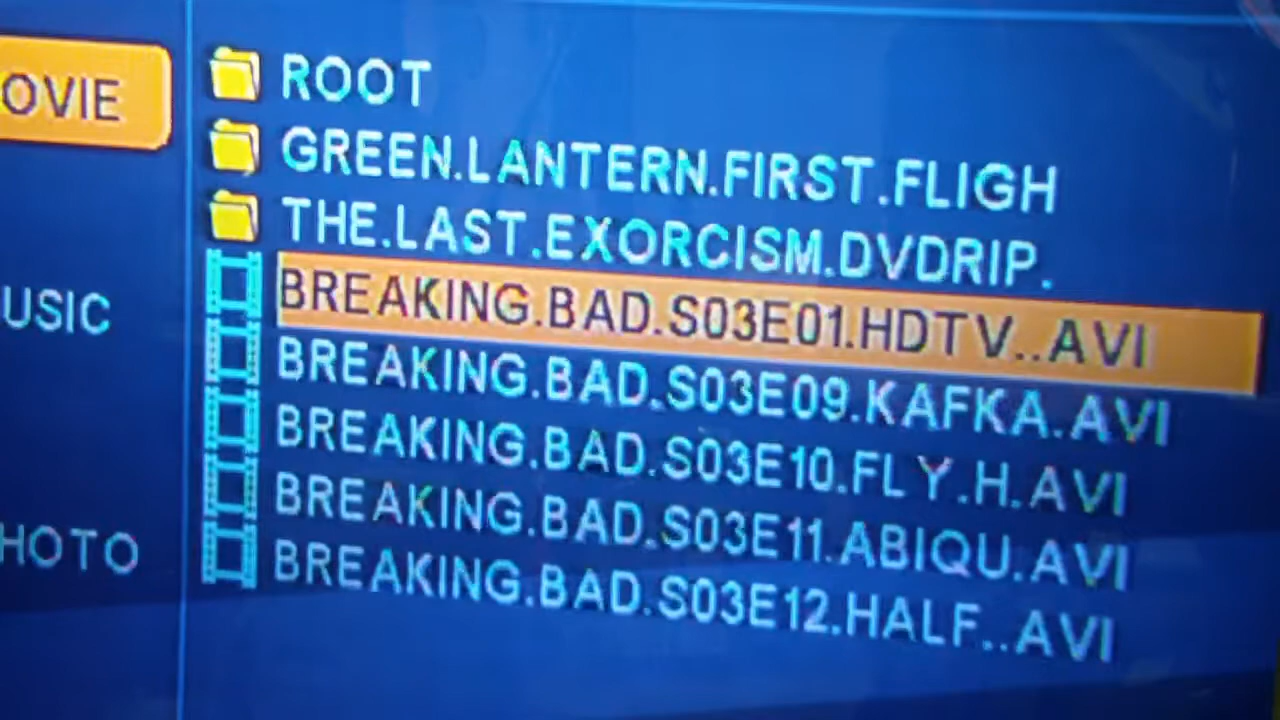 OVIE
USIC
HOTO
ROOT
GREEN.LANTERN.FIRST.FLIGH
THE.LAST.EXORCISM.DVDRIP.
BREAKING.BAD.S03E01.HDTV..AVI
BREAKING.BAD.S03E09.KAFKA.AVI
BREAKING.BAD.S03E10.FLY.H.AVI
BREAKING.BAD.S03E11.ABIQU.AVI
BREAKING.BAD.S03E12.HALF..AVI